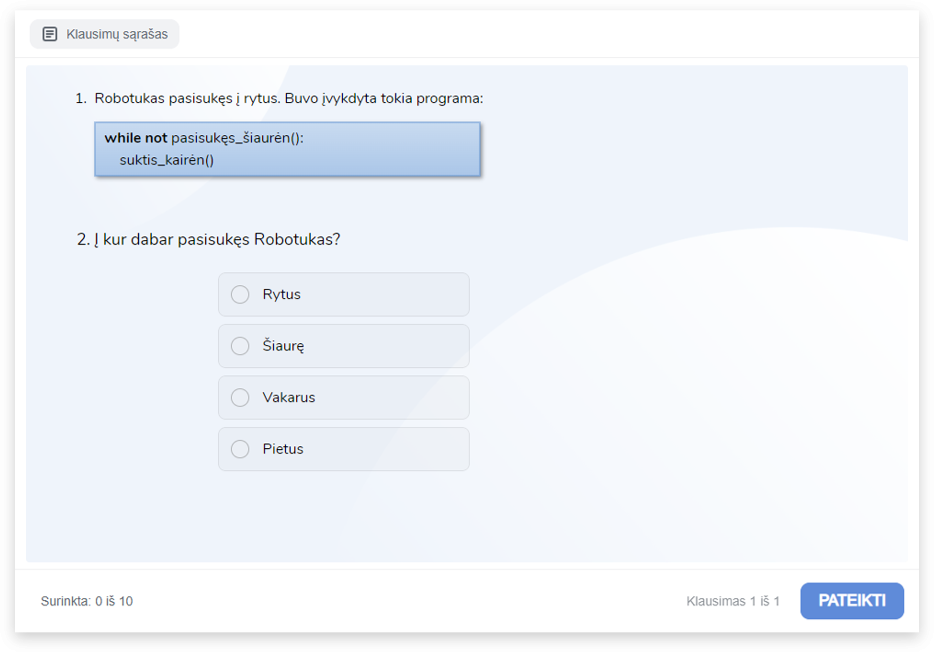 Klausimų sąrašas
1. Robotukas pasisukęs į rytus. Buvo įvykdyta tokia programa:
while not pasisukęs_šiaurėn():
suktis_kairėn()
2. Į kur dabar pasisukęs Robotukas?
Rytus
Šiaurę
Vakarus
Pietus
Surinkta: 0 iš 10
Klausimas 1 iš 1
PATEIKTI